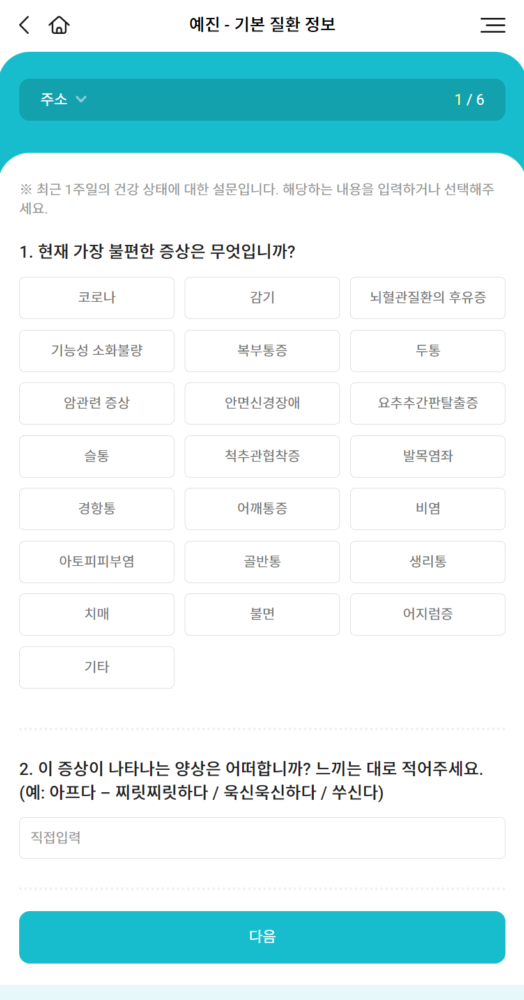 예진 - 기본 질환 정보
주소 1 / 6
※ 최근 1주일의 건강 상태에 대한 설문입니다. 해당하는 내용을 입력하거나 선택해주
세요.
1. 현재 가장 불편한 증상은 무엇입니까?
코로나 감기 뇌혈관질환의 후유증
기능성 소화불량 복부통증 두통
암관련 증상 안면신경장애 요추추간판탈출증
슬통 척추관협착증 발목염좌
경항통 어깨통증 비염
아토피피부염 골반통 생리통
치매 불면 어지럼증
기타
2. 이 증상이 나타나는 양상은 어떠합니까? 느끼는 대로 적어주세요.
(예: 아프다 – 찌릿찌릿하다 / 욱신욱신하다 / 쑤신다)
직접입력
다음